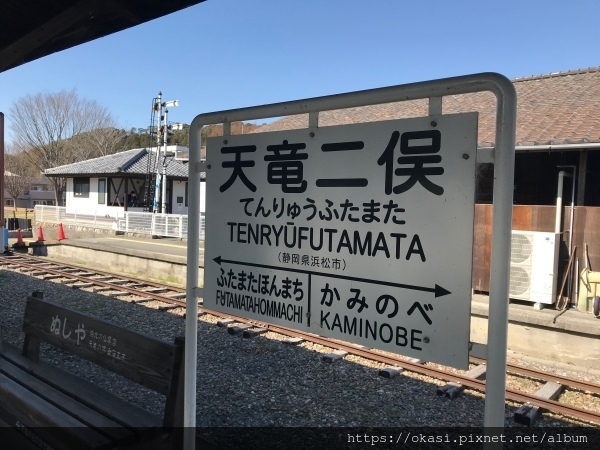 天竜二俣
てんりゅうふたまた
TENRYŪFUTAMATA
(静岡県浜松市)
ふたまたほんまち かみのべ
FUTAMATAHOMMACHI KAMINOBE
ぬしや
https://okasi.pixnet.net/album